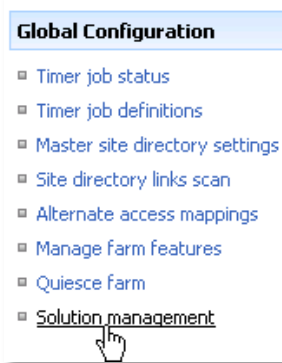 Global Configuration
Timer job status
Timer job definitions
Master site directory settings
Site directory links scan
Alternate access mappings
Manage farm features
Quiesce farm
Solution management